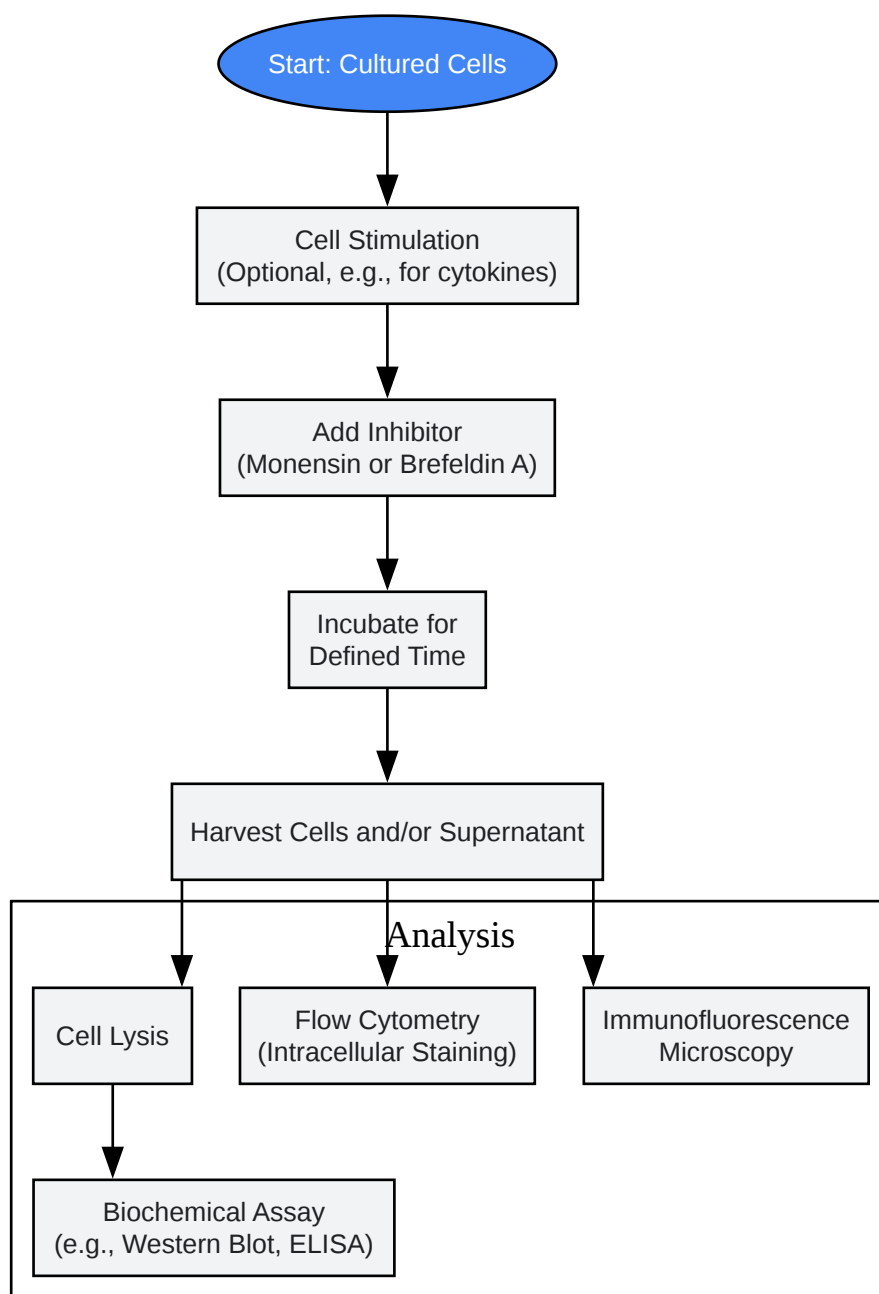 Start: Cultured Cells
Cell Stimulation
(Optional, e.g., for cytokines)
Add Inhibitor
(Monensin or Brefeldin A)
Incubate for
Defined Time
Harvest Cells and/or Supernatant
Analysis
Cell Lysis
Flow Cytometry
(Intracellular Staining)
Immunofluorescence
Microscopy
Biochemical Assay
(e.g., Western Blot, ELISA)